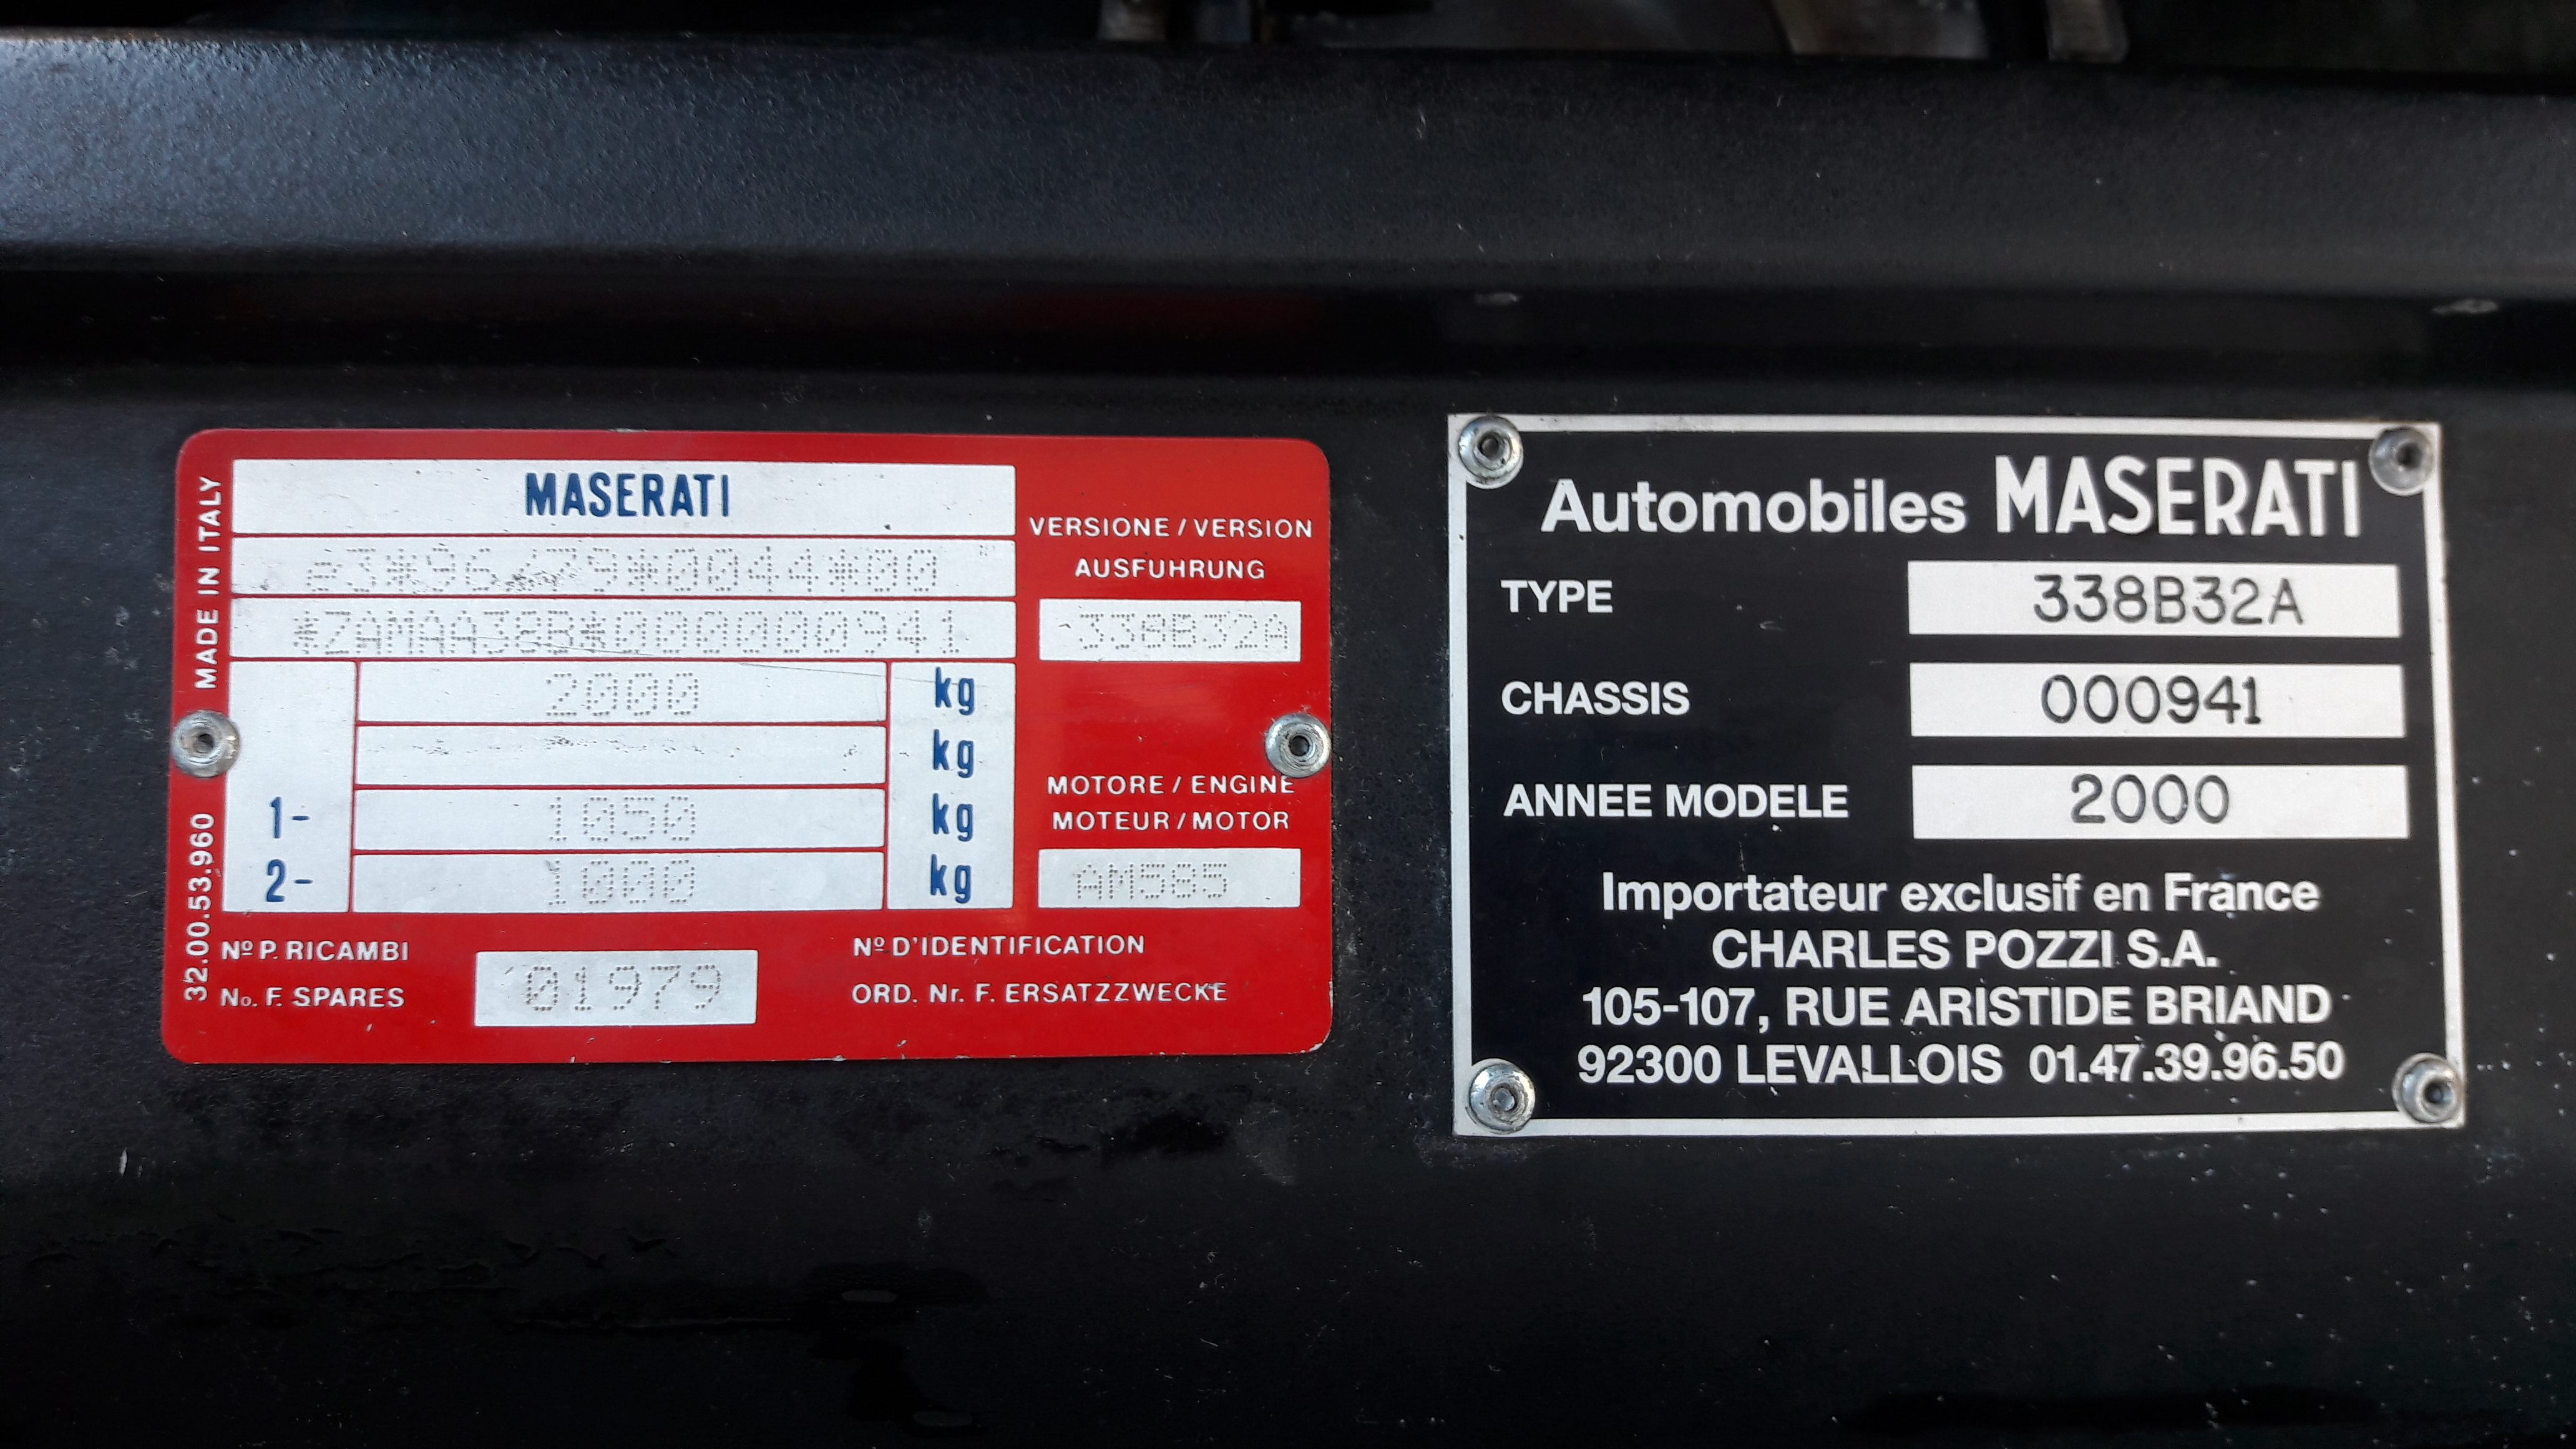 MADE IN ITALY
32.00.53.960
MASERATI
e3*96/79*0044*00
*ZAMAA38B*000000941
2000 kg
kg
1- 1050 kg
2- 1000 kg
VERSIONE / VERSION
AUSFUHRUNG
338B32A
MOTORE / ENGINE
MOTEUR / MOTOR
AM585
Nº P. RICAMBI
No. F. SPARES
01979
Nº D'IDENTIFICATION
ORD. Nr. F. ERSATZZWECKE
Automobiles MASERATI
TYPE 338B32A
CHASSIS 000941
ANNEE MODELE 2000
Importateur exclusif en France
CHARLES POZZI S.A.
105-107, RUE ARISTIDE BRIAND
92300 LEVALLOIS 01.47.39.96.50